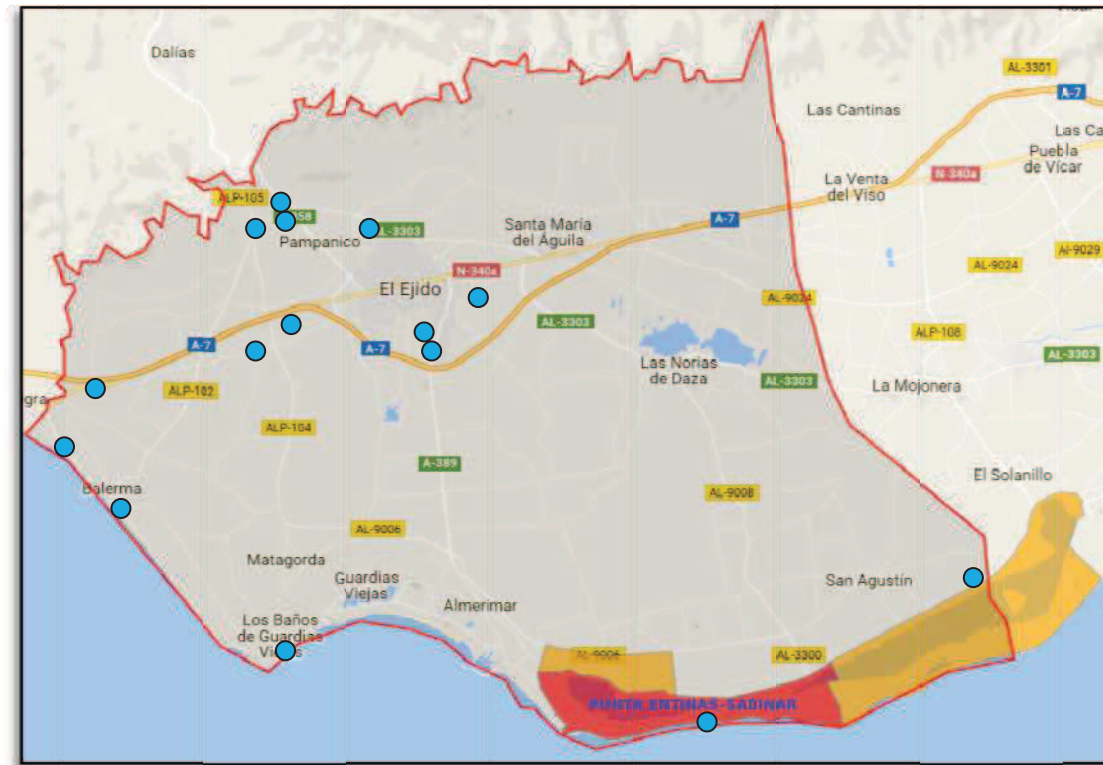 Dalías
AL-3301
A-7
Las Cantinas
Las Ca
Puebla
de Vícar
N-340a
La Venta
del Viso
ALP-105
Santa María
del Águila
A-7
AL-3303
Pampanico
N-340a
Al-9029
AL-9024
El Ejido
AL-9024
AL-3303
ALP-108
A-7
A-7
AL-3303
Las Norias
de Daza
AL-3303
La Mojonera
ALP-102
gra
ALP-104
A-389
El Solanillo
Balerma
AL-9008
AL-9006
Matagorda
Guardias
Viejas
San Agustín
Almerimar
Los Baños
de Guardias
Viejas
AL-9006
AL-3300
PUNTA ENTINAS-SABINAR